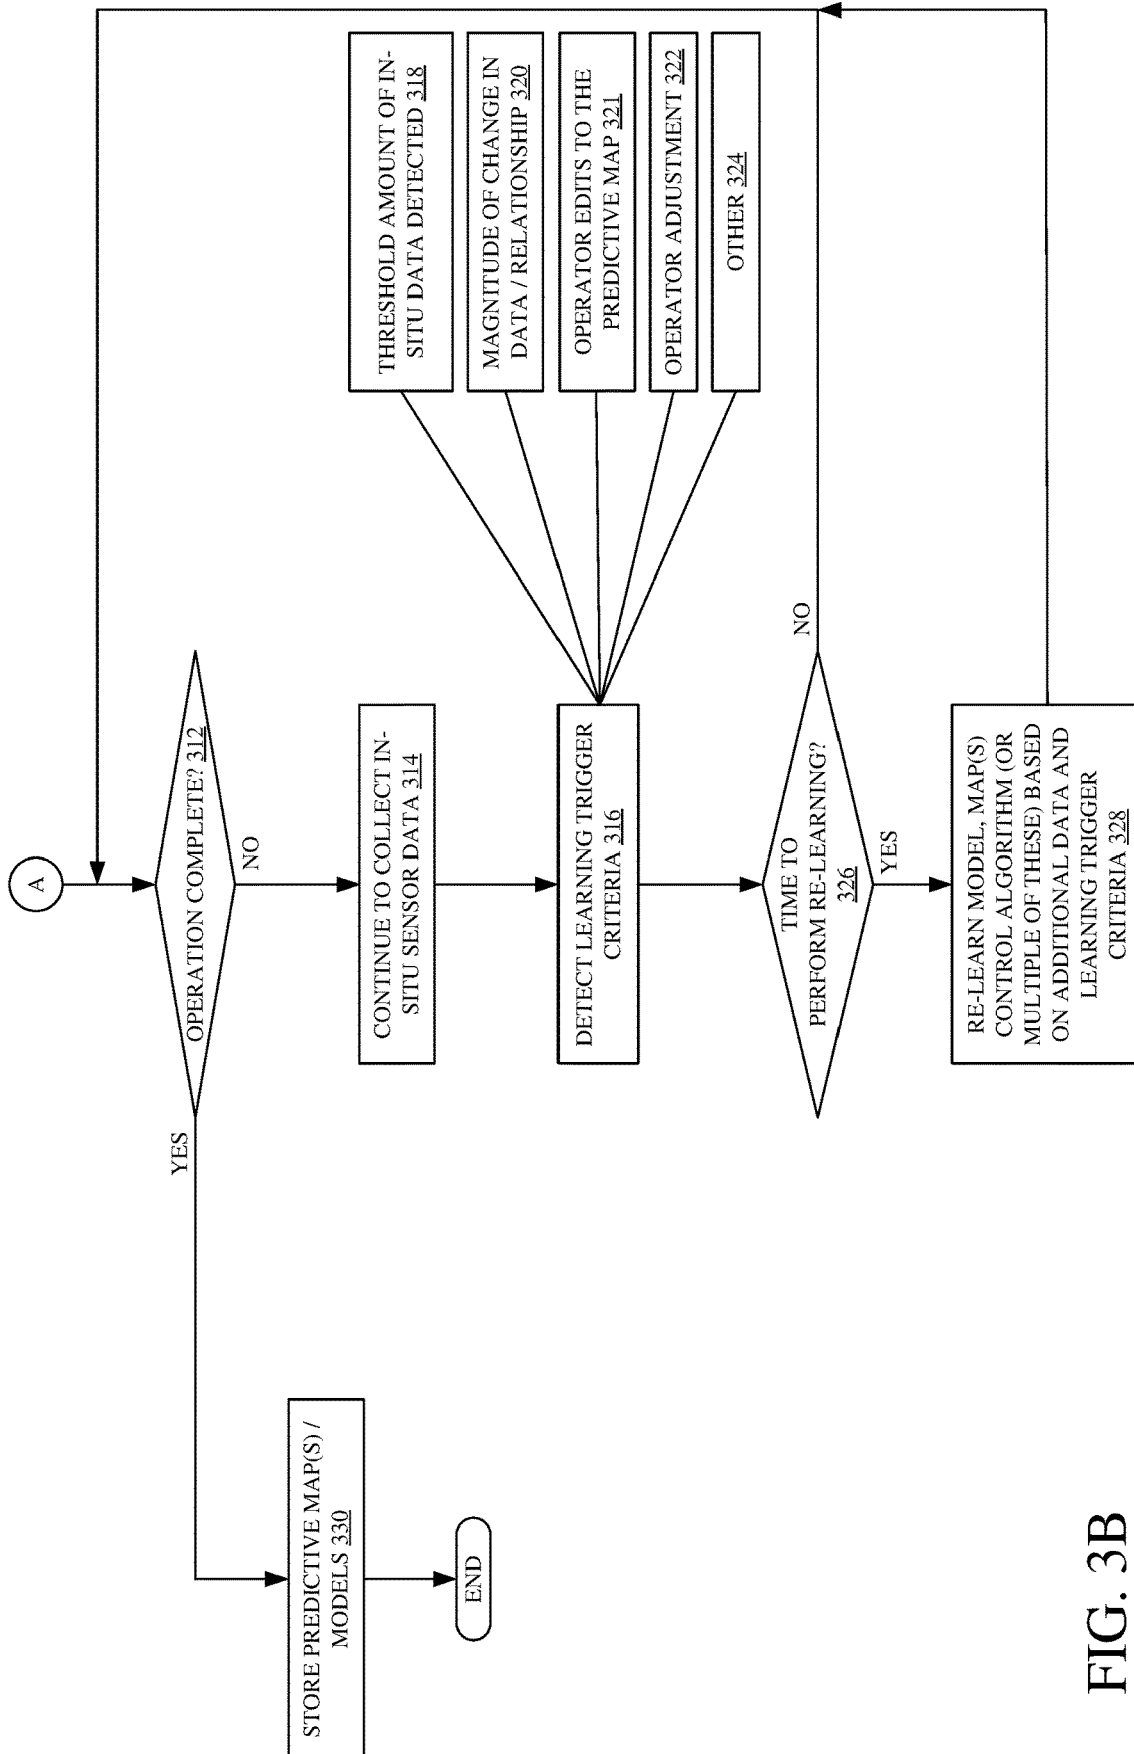 A
OPERATION COMPLETE? 312
YES
NO
STORE PREDICTIVE MAP(S) /
MODELS 330
END
CONTINUE TO COLLECT IN-
SITU SENSOR DATA 314
DETECT LEARNING TRIGGER
CRITERIA 316
THRESHOLD AMOUNT OF IN-
SITU DATA DETECTED 318
MAGNITUDE OF CHANGE IN
DATA / RELATIONSHIP 320
OPERATOR EDITS TO THE
PREDICTIVE MAP 321
OPERATOR ADJUSTMENT 322
OTHER 324
TIME TO
PERFORM RE-LEARNING?
326
NO
YES
RE-LEARN MODEL, MAP(S)
CONTROL ALGORITHM (OR
MULTIPLE OF THESE) BASED
ON ADDITIONAL DATA AND
LEARNING TRIGGER
CRITERIA 328
FIG. 3B